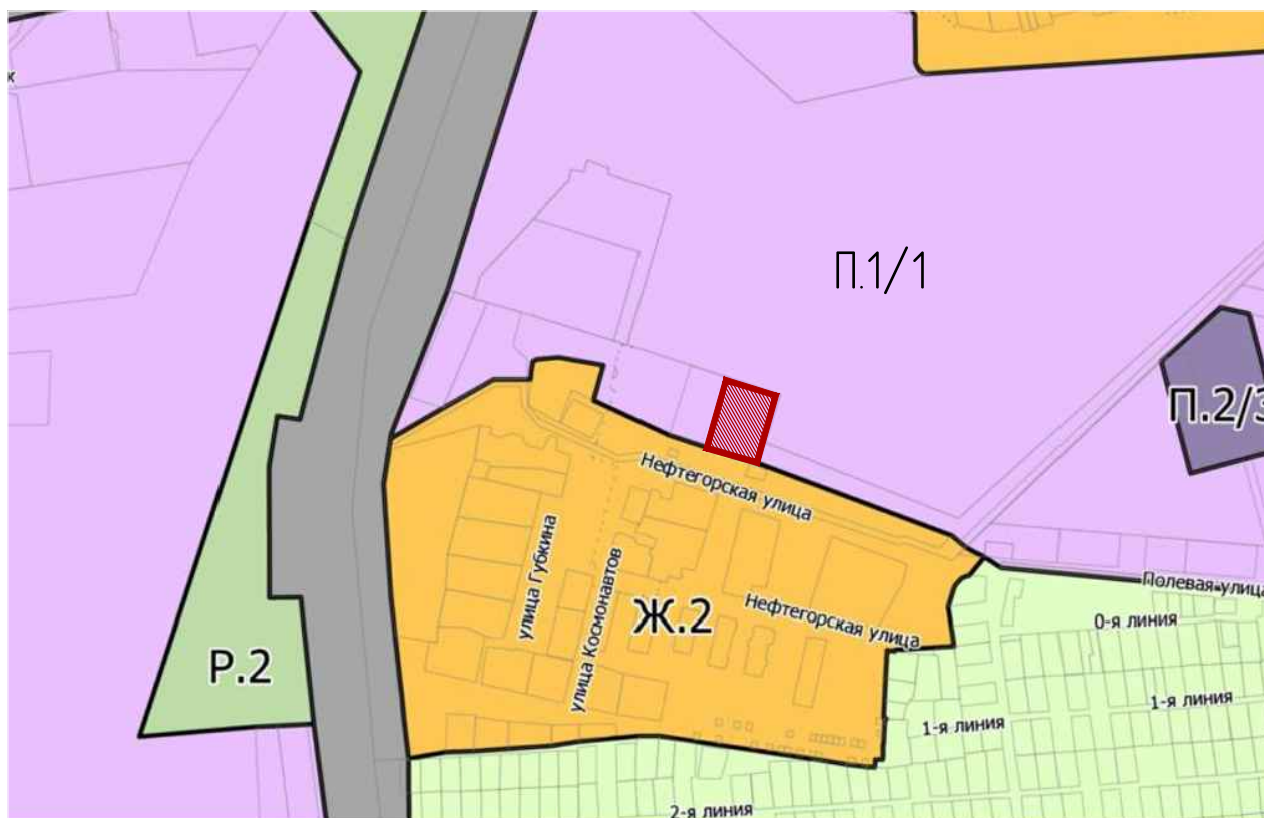 к
П.1/1
П.2/3
Нефтегорская улица
улица Губкина
улица Космонавтов
Ж.2
Нефтегорская улица
Полевая улица
0-я линия
Р.2
1-я линия
1-я линия
2-я линия